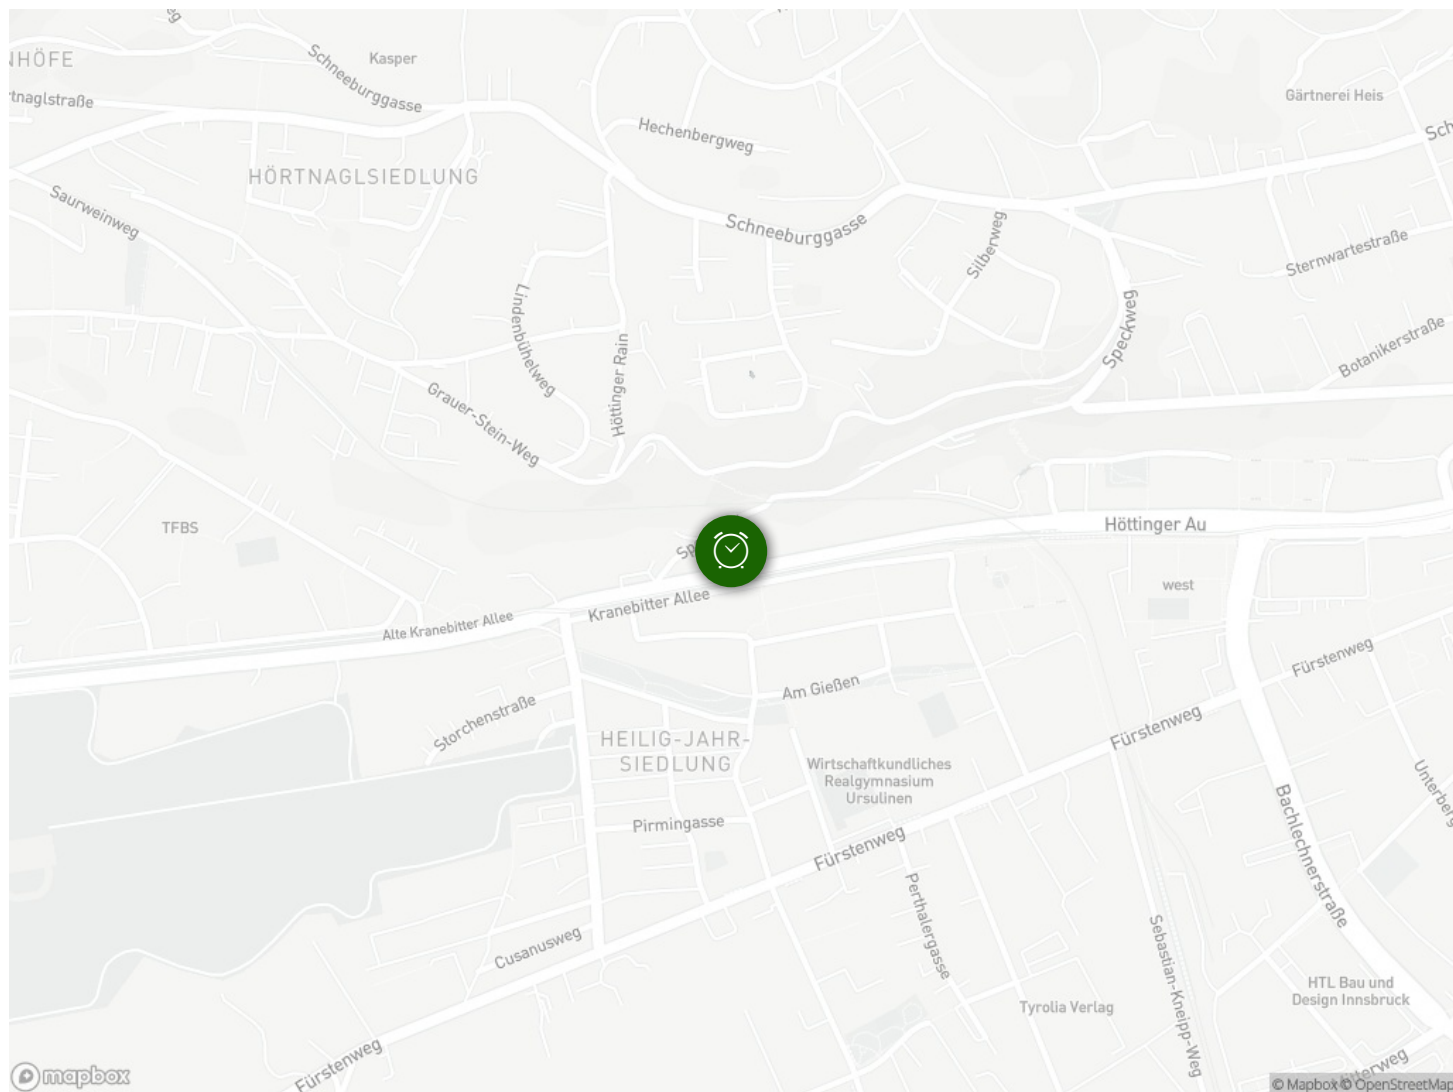 Kasper
Schneeburggasse
Gärtnerei Heis
Hechenbergweg
HÖRTNAGLSIEDLUNG
Saurweinweg
Schneeburggasse
Silberweg
Sternwartestraße
Lindenbühelweg
Höttinger Rain
Speckweg
Botanikerstraße
Grauer-Stein-Weg
TFBS
Höttinger Au
west
Kranebitter Allee
Alte Kranebitter Allee
Fürstenweg
Am Gießen
Storchenstraße
Fürstenweg
HEILIG-JAHR-
SIEDLUNG
Wirtschaftkundliches
Realgymnasium
Ursulinen
Pirmingasse
Fürstenweg
Bachlechnerstraße
Perthalergasse
Cusanusweg
Sebastian-Kneipp-Weg
HTL Bau und
Design Innsbruck
Tyrolia Verlag
Fürstenweg
mapbox
© Mapbox © OpenStreetMap